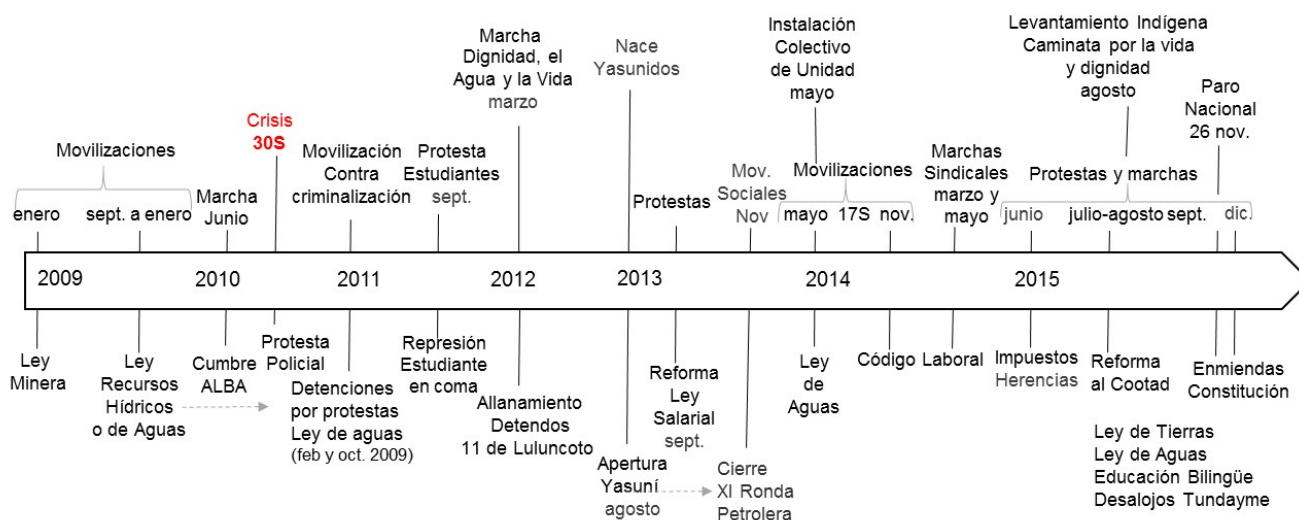 Movilizaciones
enero
sept. a enero
Marcha
Junio
Crisis
30S
Movilización
Contra
criminalización
Protesta
Estudiantes
sept.
Marcha
Dignidad, el
Agua y la Vida
marzo
Nace
Yasunidos
Protestas
Mov.
Sociales
Nov
Instalación
Colectivo
de Unidad
mayo
Movilizaciones
mayo 17S nov.
Marchas
Sindicales
marzo y
mayo
Levantamiento Indígena
Caminata por la vida
y dignidad
agosto
Protestas y marchas
junio
julio-agosto sept.
dic.
Paro
Nacional
26 nov.
2009
2010
2011
2012
2013
2014
2015
Ley
Minera
Ley
Recursos
Hídricos
o de Aguas
Cumbre
ALBA
Protesta
Policial
Detenciones
por protestas
Ley de aguas
(feb y oct. 2009)
Represión
Estudiante
en coma
Allanamiento
Detendos
11 de Luluncoto
Apertura
Yasuní
agosto
Reforma
Ley
Salarial
sept.
Cierre
XI Ronda
Petrolera
Ley
de
Aguas
Código
Laboral
Impuestos
Herencias
Reforma
al Cootad
Ley de Tierras
Ley de Aguas
Educación Bilingüe
Desalojos Tundayme
Enmiendas
Constitución